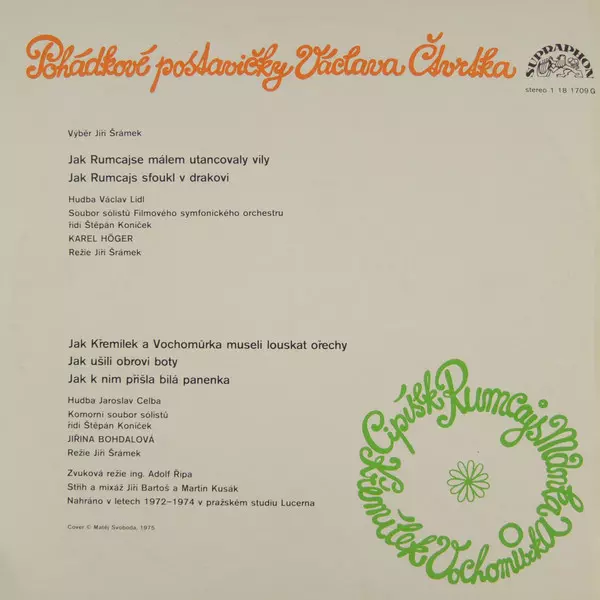 Pohádkové postavičky Václava Čtvrtka
SUPRAPHON
stereo 1 18 1709 G
Výběr Jiří Šrámek
Jak Rumcajse málem utancovaly víly
Jak Rumcajs sfoukl v drakovi
Hudba Václav Lídl
Soubor sólistů Filmového symfonického orchestru
řídí Štěpán Koníček
KAREL HÖGER
Režie Jiří Šrámek
Jak Křemílek a Vochomůrka museli louskat ořechy
Jak ušili obrovi boty
Jak k nim přišla bílá panenka
Hudba Jaroslav Celba
Komorní soubor sólistů
řídí Štěpán Koníček
JIŘINA BOHDALOVÁ
Režie Jiří Šrámek
Zvuková režie ing. Adolf Řípa
Střih a mixáž Jiří Bartoš a Martin Kusák
Nahráno v letech 1972–1974 v pražském studiu Lucerna
Cover © Matěj Svoboda, 1975
Cipísek Rumcajs Manka
Křemílek Vochomůrka